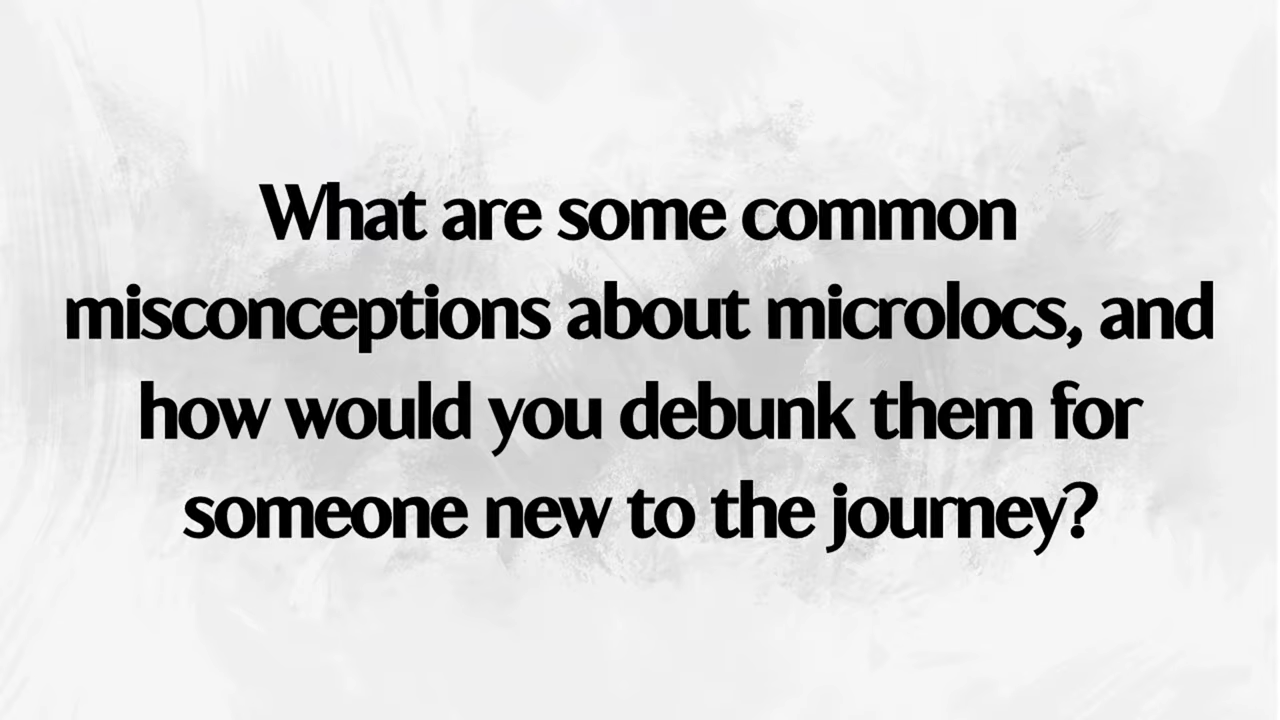 What are some common
misconceptions about microlocs, and
how would you debunk them for
someone new to the journey?